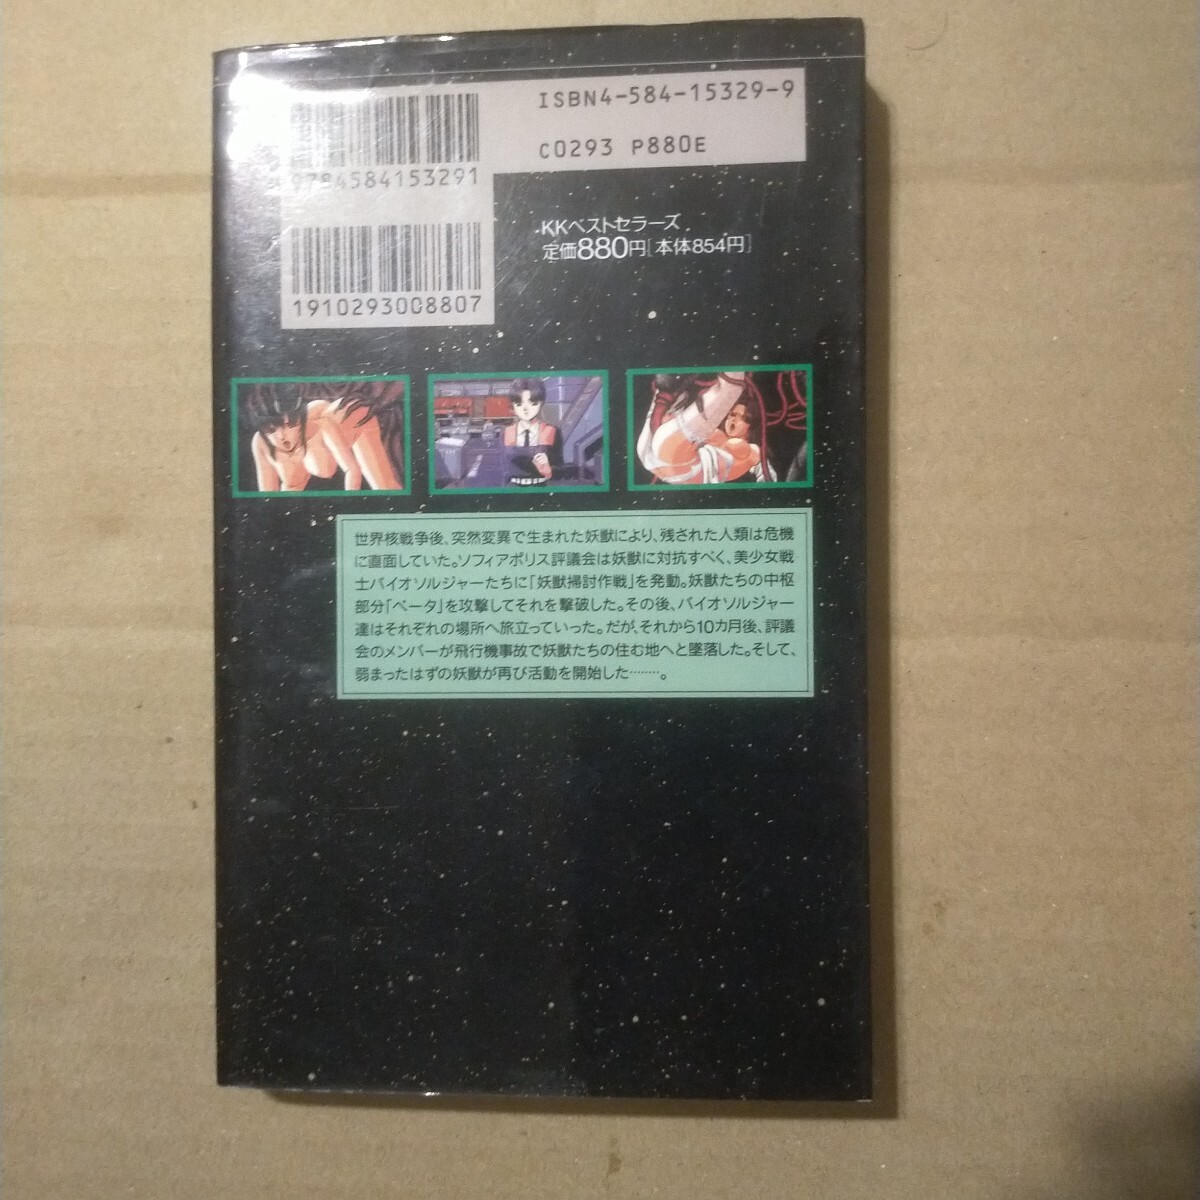 ISBN4-584-15329-9
C0293 P880E
9784584153291
1910293008807
KKベストセラーズ
定価880円[本体854円]
世界核戦争後、突然変異で生まれた妖獣により、残された人類は危機
に直面していた。ソフィアポリス評議会は妖獣に対抗すべく、美少女戦
士バイオソルジャーたちに「妖獣掃討作戦」を発動。妖獣たちの中枢
部分「ベータ」を攻撃してそれを撃破した。その後、バイオソルジャー
達はそれぞれの場所へ旅立っていった。だが、それから10カ月後、評議
会のメンバーが飛行機事故で妖獣たちの住む地へと墜落した。そして、
弱まったはずの妖獣が再び活動を開始した……。